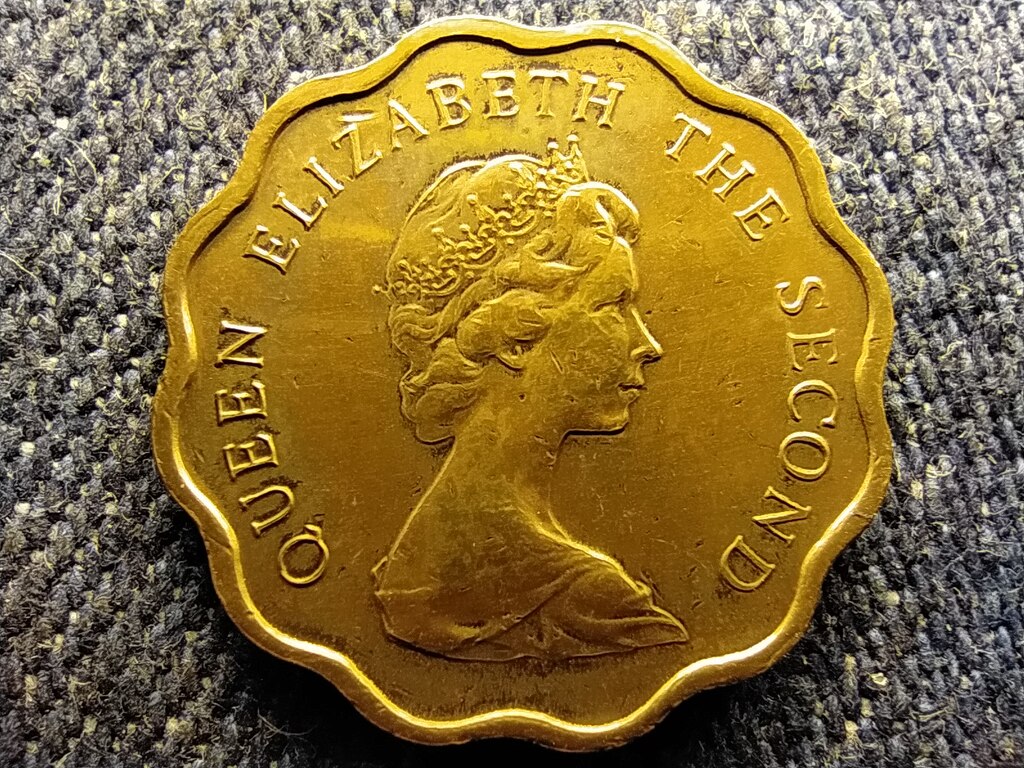 QUEEN ELIZABETH THE SECOND